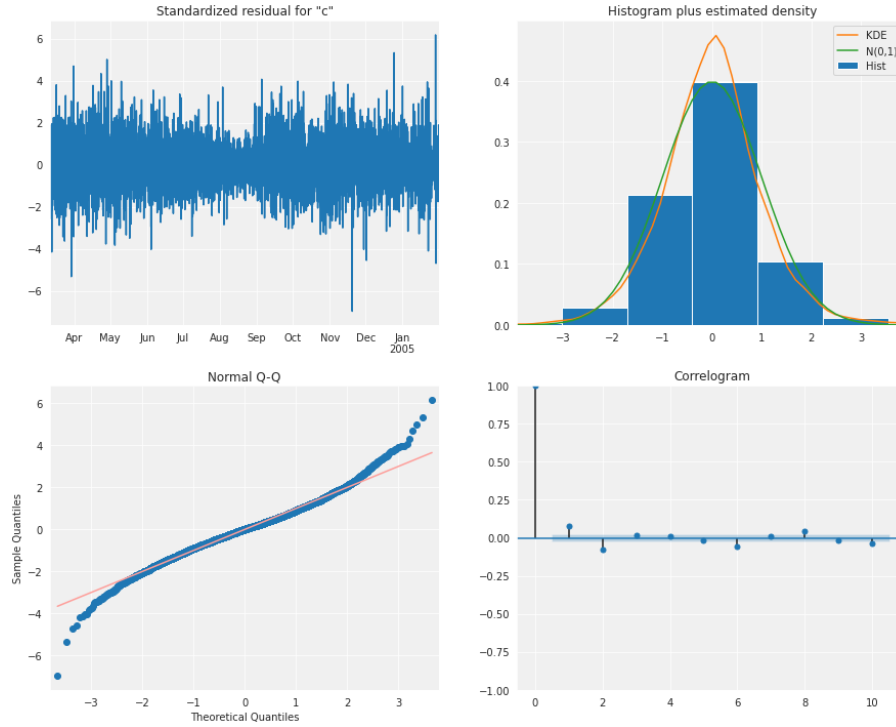 Standardized residual for "c"
6
4
2
0
−2
−4
−6
Apr May Jun Jul Aug Sep Oct Nov Dec Jan
2005
Histogram plus estimated density
KDE
N(0,1)
Hist
0.4
0.3
0.2
0.1
0.0
−3 −2 −1 0 1 2 3
Normal Q-Q
Sample Quantiles
6
4
2
0
−2
−4
−6
−3 −2 −1 0 1 2 3
Theoretical Quantiles
Correlogram
1.00
0.75
0.50
0.25
0.00
−0.25
−0.50
−0.75
−1.00
0 2 4 6 8 10